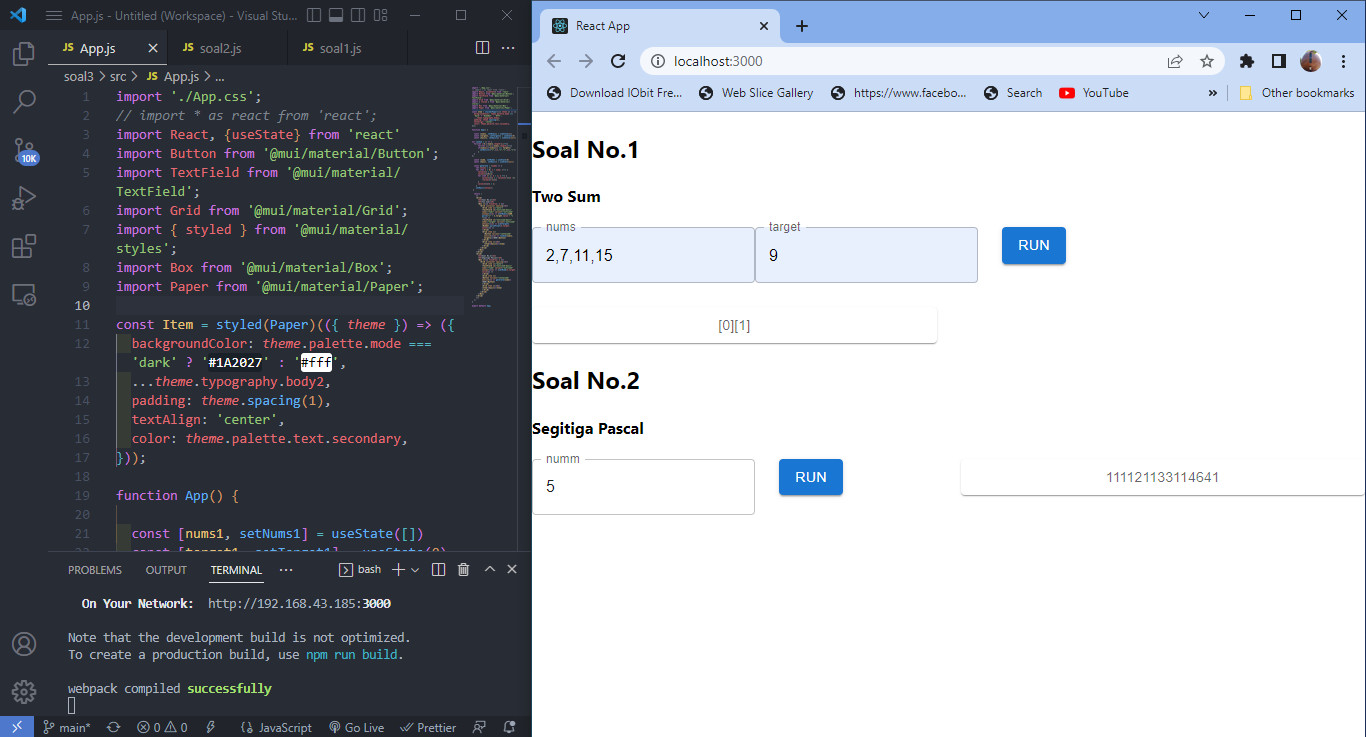 App.js - Untitled (Workspace) - Visual Stu...
JS App.js
JS soal2.js
JS soal1.js
soal3 > src > JS App.js > ...
1 import './App.css';
2 // import * as react from 'react';
3 import React, {useState} from 'react'
4 import Button from '@mui/material/Button';
5 import TextField from '@mui/material/
TextField';
6 import Grid from '@mui/material/Grid';
7 import { styled } from '@mui/material/
styles';
8 import Box from '@mui/material/Box';
9 import Paper from '@mui/material/Paper';
10
11 const Item = styled(Paper)(({ theme }) => ({
12 backgroundColor: theme.palette.mode ===
'dark' ? '#1A2027' : '#fff',
13 ...theme.typography.body2,
14 padding: theme.spacing(1),
15 textAlign: 'center',
16 color: theme.palette.text.secondary,
17 }));
18
19 function App() {
20
21 const [nums1, setNums1] = useState([])
22 const [target1, setTarget1] = useState(0)
10K
PROBLEMS OUTPUT TERMINAL ... bash
On Your Network: http://192.168.43.185:3000
Note that the development build is not optimized.
To create a production build, use npm run build.
webpack compiled successfully
main* 0 0 JavaScript Go Live Prettier
React App
localhost:3000
Download IObit Fre... Web Slice Gallery https://www.facebo... Search YouTube » Other bookmarks
Soal No.1
Two Sum
nums target
2,7,11,15 9 RUN
[0][1]
Soal No.2
Segitiga Pascal
numm
5 RUN 111121133114641